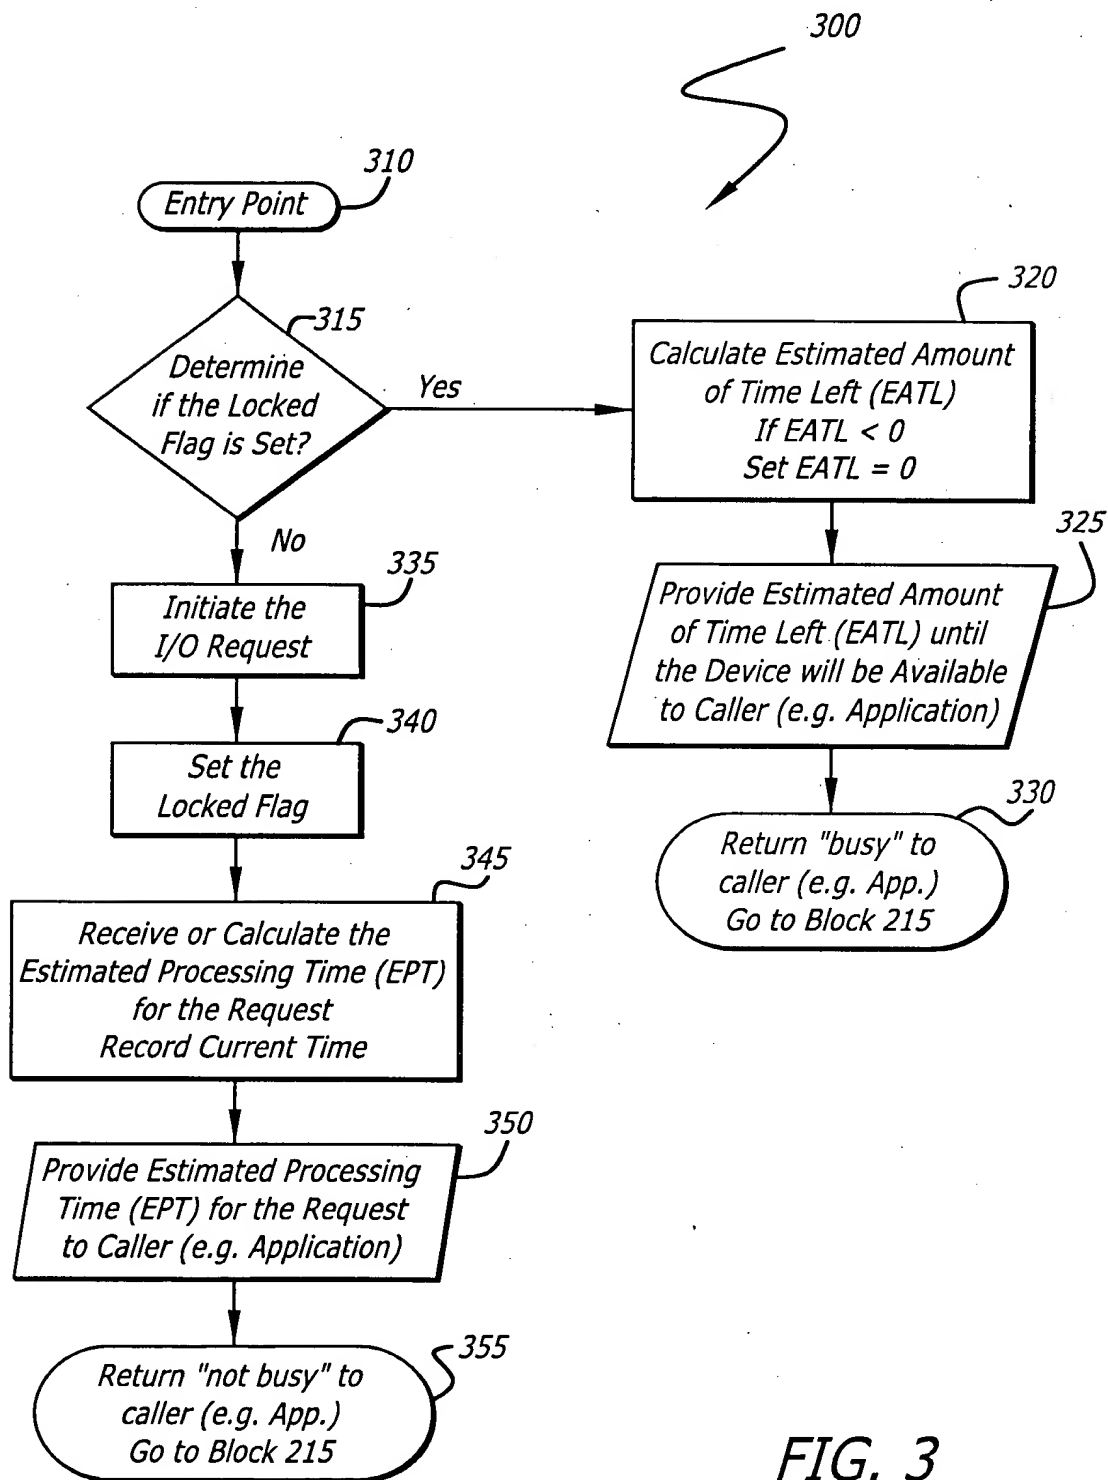 300
310
Entry Point
315
Determine
if the Locked
Flag is Set?
Yes
320
Calculate Estimated Amount
of Time Left (EATL)
If EATL < 0
Set EATL = 0
325
Provide Estimated Amount
of Time Left (EATL) until
the Device will be Available
to Caller (e.g. Application)
330
Return "busy" to
caller (e.g. App.)
Go to Block 215
No
335
Initiate the
I/O Request
340
Set the
Locked Flag
345
Receive or Calculate the
Estimated Processing Time (EPT)
for the Request
Record Current Time
350
Provide Estimated Processing
Time (EPT) for the Request
to Caller (e.g. Application)
355
Return "not busy" to
caller (e.g. App.)
Go to Block 215
FIG. 3